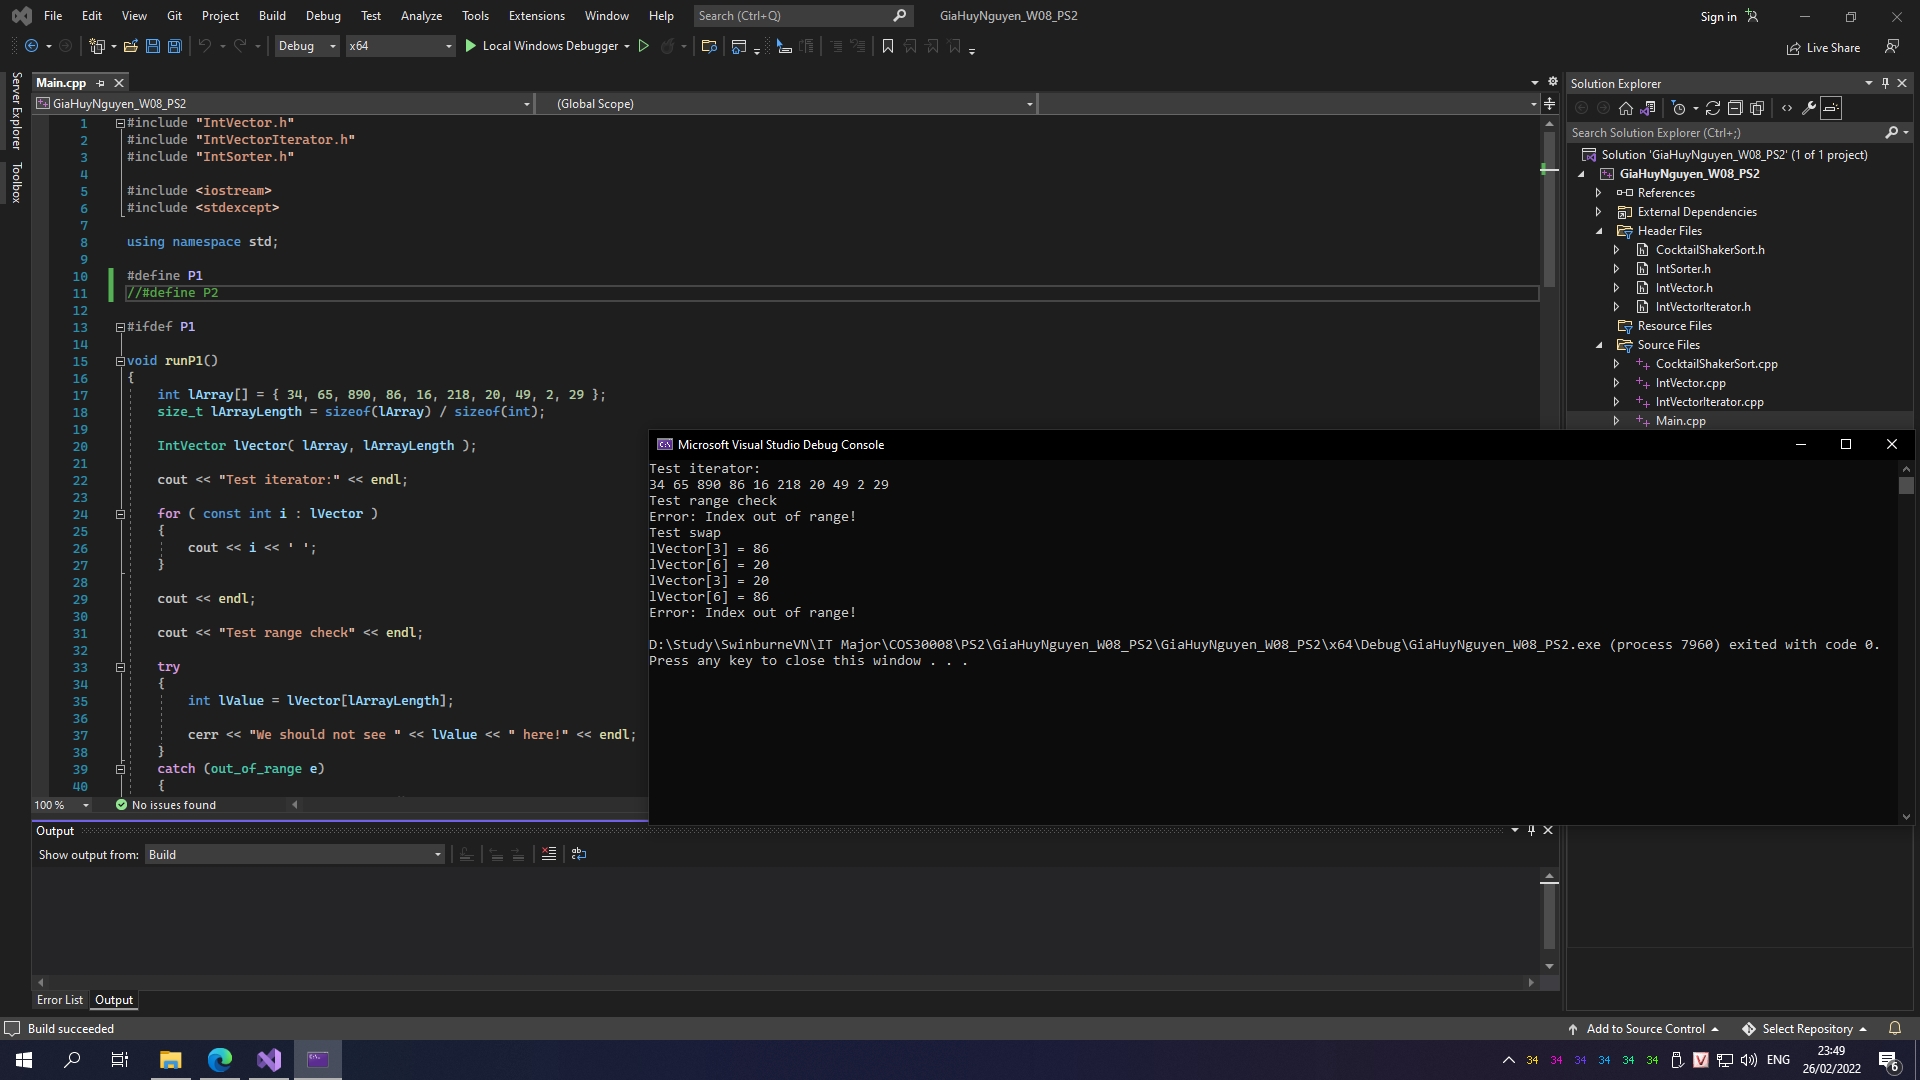 File Edit View Git Project Build Debug Test Analyze Tools Extensions Window Help Search (Ctrl+Q) GiaHuyNguyen_W08_PS2 Sign in
Debug x64 Local Windows Debugger Live Share
Server Explorer
Toolbox
Main.cpp
GiaHuyNguyen_W08_PS2 (Global Scope)
1 #include "IntVector.h"
2 #include "IntVectorIterator.h"
3 #include "IntSorter.h"
4
5 #include <iostream>
6 #include <stdexcept>
7
8 using namespace std;
9
10 #define P1
11 //#define P2
12
13 #ifdef P1
14
15 void runP1()
16 {
17 int lArray[] = { 34, 65, 890, 86, 16, 218, 20, 49, 2, 29 };
18 size_t lArrayLength = sizeof(lArray) / sizeof(int);
19
20 IntVector lVector( lArray, lArrayLength );
21
22 cout << "Test iterator:" << endl;
23
24 for ( const int i : lVector )
25 {
26 cout << i << ' ';
27 }
28
29 cout << endl;
30
31 cout << "Test range check" << endl;
32
33 try
34 {
35 int lValue = lVector[lArrayLength];
36
37 cerr << "We should not see " << lValue << " here!" << endl;
38 }
39 catch (out_of_range e)
40 {
100 % No issues found
Solution Explorer
Search Solution Explorer (Ctrl+;)
Solution 'GiaHuyNguyen_W08_PS2' (1 of 1 project)
GiaHuyNguyen_W08_PS2
References
External Dependencies
Header Files
CocktailShakerSort.h
IntSorter.h
IntVector.h
IntVectorIterator.h
Resource Files
Source Files
CocktailShakerSort.cpp
IntVector.cpp
IntVectorIterator.cpp
Main.cpp
Microsoft Visual Studio Debug Console
Test iterator:
34 65 890 86 16 218 20 49 2 29
Test range check
Error: Index out of range!
Test swap
lVector[3] = 86
lVector[6] = 20
lVector[3] = 20
lVector[6] = 86
Error: Index out of range!
D:\Study\SwinburneVN\IT Major\COS30008\PS2\GiaHuyNguyen_W08_PS2\GiaHuyNguyen_W08_PS2\x64\Debug\GiaHuyNguyen_W08_PS2.exe (process 7960) exited with code 0.
Press any key to close this window . . .
Output
Show output from: Build
Error List Output
Build succeeded Add to Source Control Select Repository
34 34 34 34 34 34 V ENG 23:49
26/02/2022 6